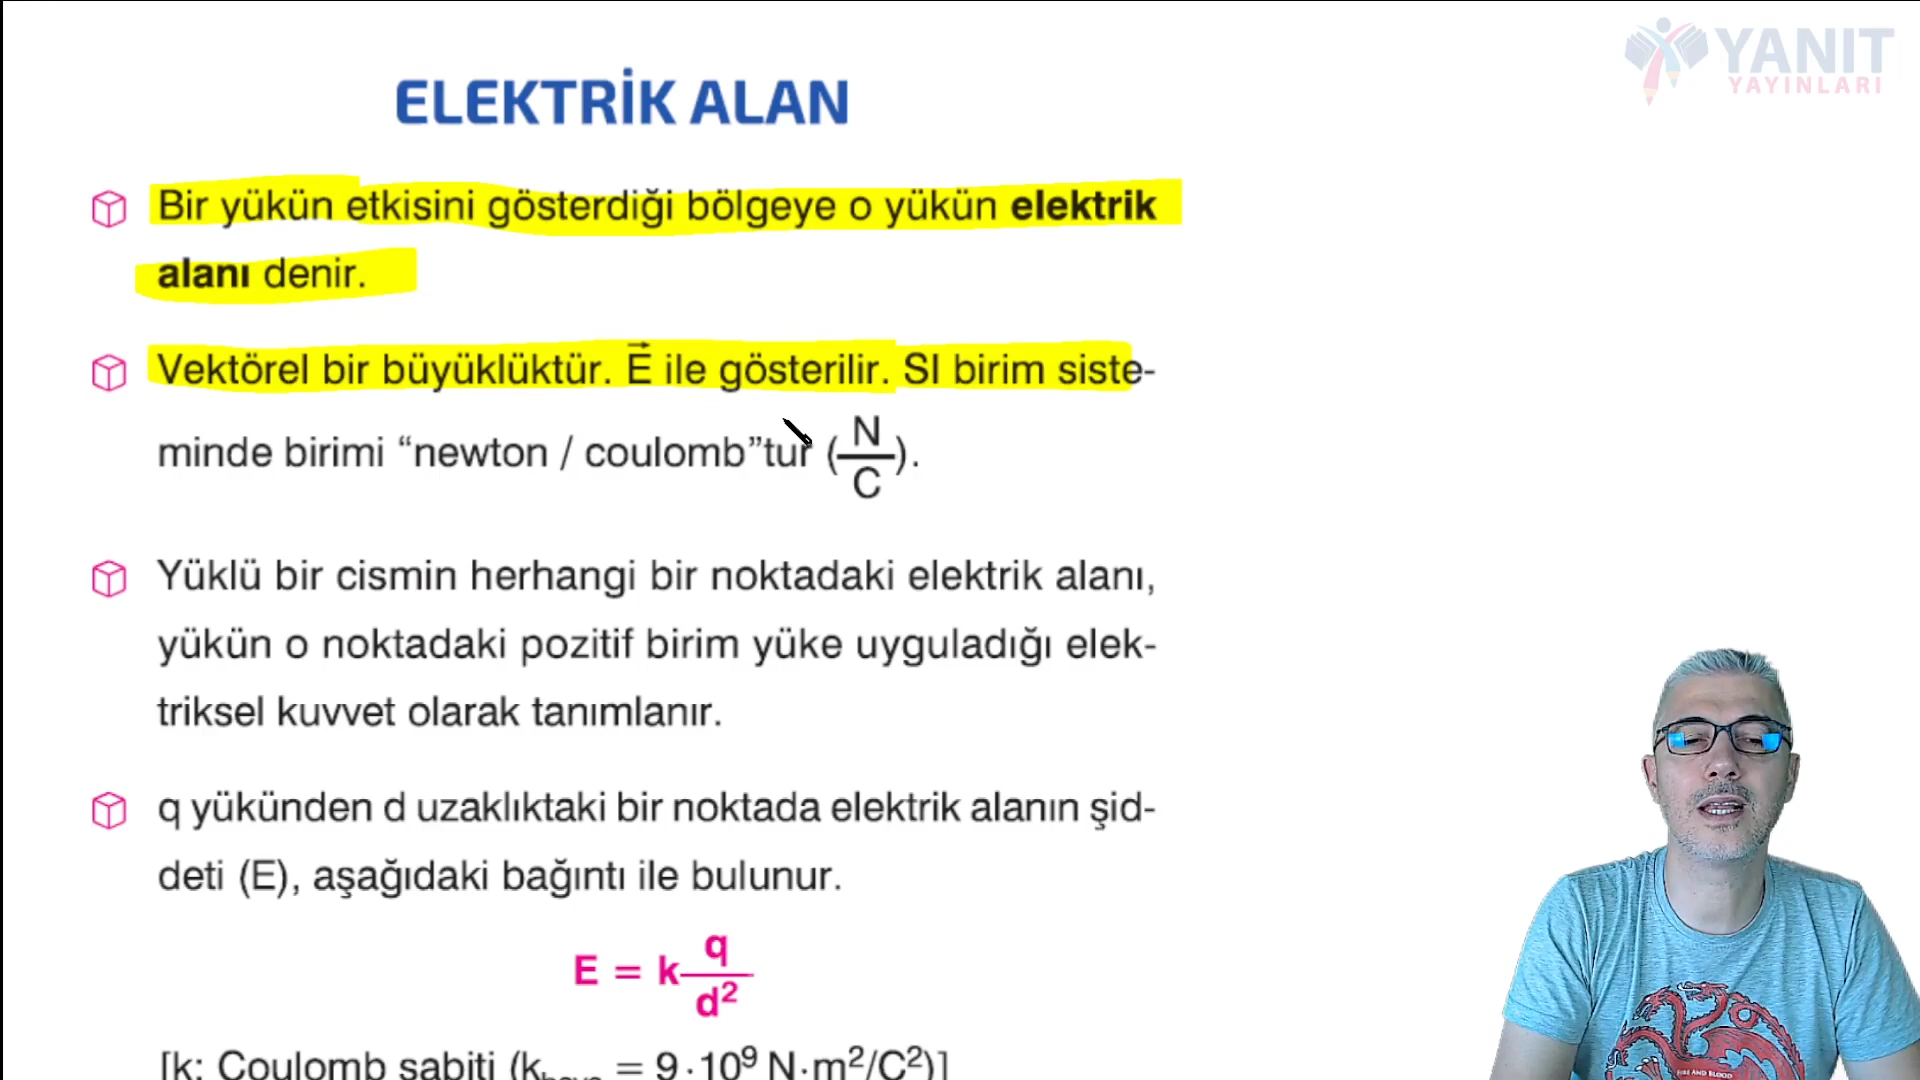 YANIT
YAYINLARI
ELEKTRİK ALAN
Bir yükün etkisini gösterdiği bölgeye o yükün elektrik
alanı denir.
Vektörel bir büyüklüktür. E⃗ ile gösterilir. SI birim siste-
minde birimi “newton / coulomb”tur (N/C).
Yüklü bir cismin herhangi bir noktadaki elektrik alanı,
yükün o noktadaki pozitif birim yüke uyguladığı elek-
triksel kuvvet olarak tanımlanır.
q yükünden d uzaklıktaki bir noktada elektrik alanın şid-
deti (E), aşağıdaki bağıntı ile bulunur.
E = k q/d²
[k: Coulomb sabiti (k = 9·10⁹ N·m²/C²)]
FIRE AND BLOOD